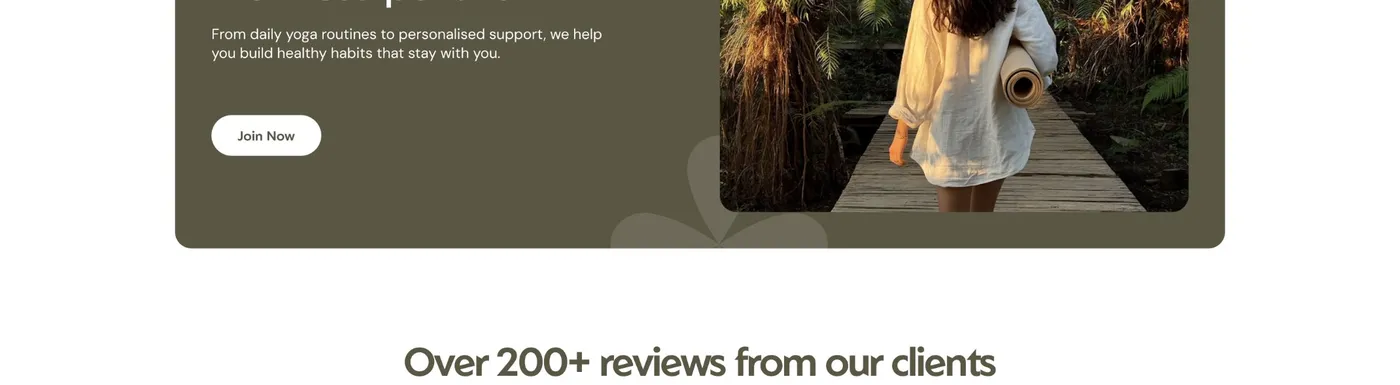 From daily yoga routines to personalised support, we help
you build healthy habits that stay with you.
Join Now
Over 200+ reviews from our clients